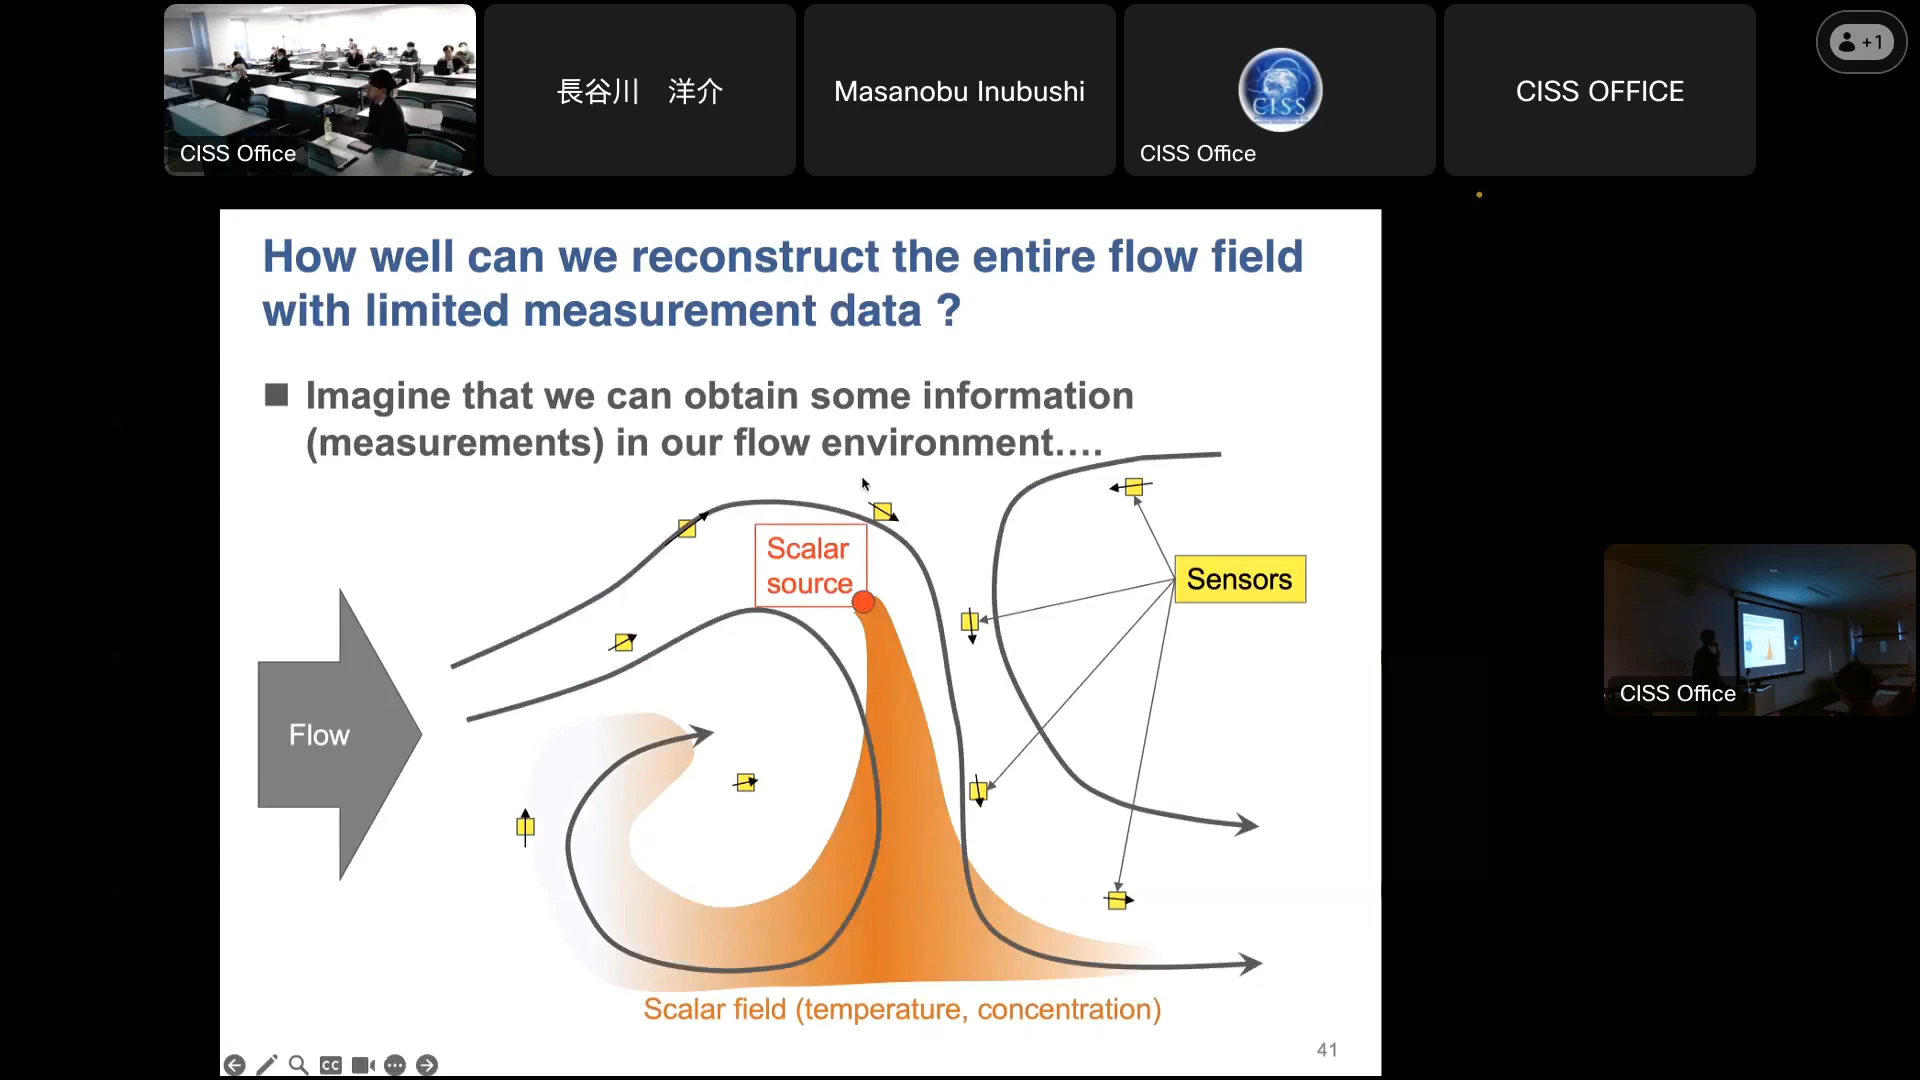 CISS Office
長谷川　洋介
Masanobu Inubushi
CISS
CISS Office
CISS OFFICE
+1
How well can we reconstruct the entire flow field
with limited measurement data ?
■ Imagine that we can obtain some information
(measurements) in our flow environment....
Scalar
source
Sensors
Flow
Scalar field (temperature, concentration)
41
CC
CISS Office